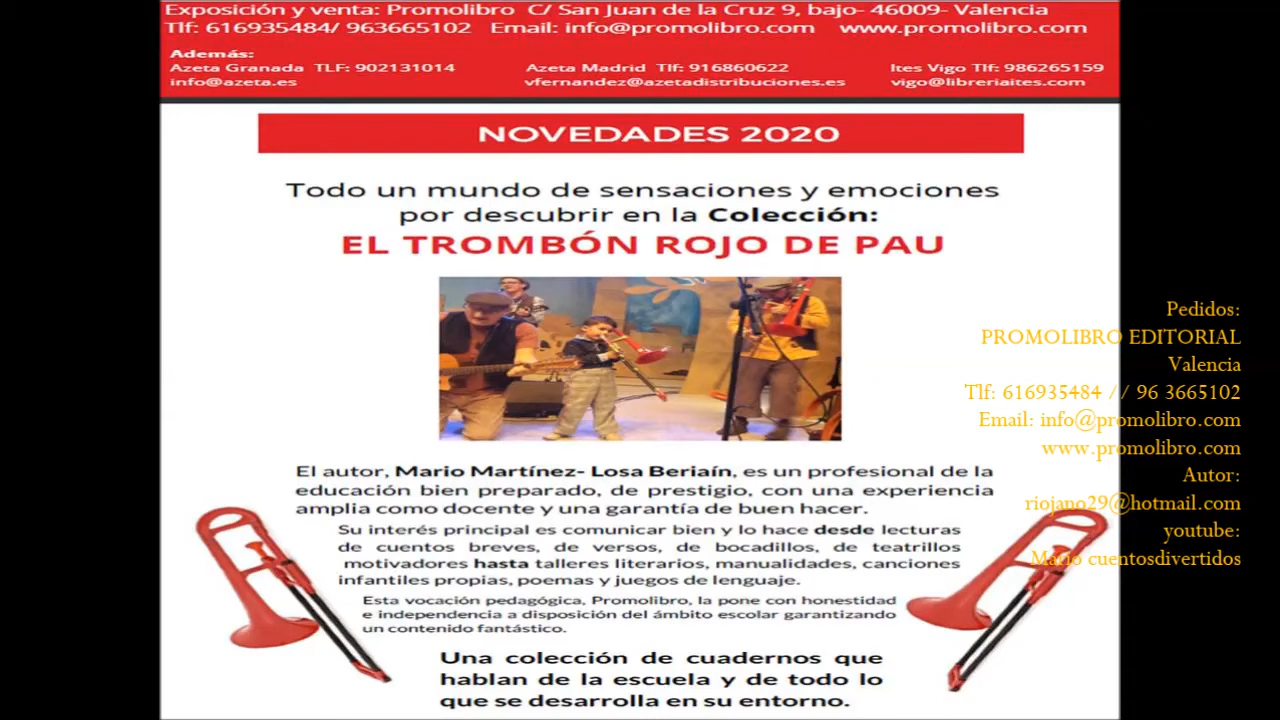 Exposición y venta: Promolibro C/ San Juan de la Cruz 9, bajo- 46009- Valencia
Tlf: 616935484/ 963665102 Email: info@promolibro.com www.promolibro.com
Además:
Azeta Granada TLF: 902131014 Azeta Madrid Tlf: 916860622 Ites Vigo Tlf: 986265159
info@azeta.es vfernandez@azetadistribuciones.es vigo@libreriaites.com
NOVEDADES 2020
Todo un mundo de sensaciones y emociones
por descubrir en la Colección:
EL TROMBÓN ROJO DE PAU
El autor, Mario Martínez- Losa Beriaín, es un profesional de la
educación bien preparado, de prestigio, con una experiencia
amplia como docente y una garantía de buen hacer.
Su interés principal es comunicar bien y lo hace desde lecturas
de cuentos breves, de versos, de bocadillos, de teatrillos
motivadores hasta talleres literarios, manualidades, canciones
infantiles propias, poemas y juegos de lenguaje.
Esta vocación pedagógica, Promolibro, la pone con honestidad
e independencia a disposición del ámbito escolar garantizando
un contenido fantástico.
Una colección de cuadernos que
hablan de la escuela y de todo lo
que se desarrolla en su entorno.
Pedidos:
PROMOLIBRO EDITORIAL
Valencia
Tlf: 616935484 // 96 3665102
Email: info@promolibro.com
www.promolibro.com
Autor:
riojano29@hotmail.com
youtube:
Mario cuentosdivertidos